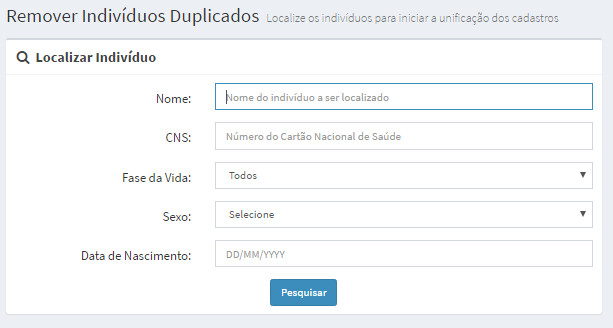 Remover Indivíduos Duplicados Localize os indivíduos para iniciar a unificação dos cadastros
Localizar Indivíduo
Nome: Nome do indivíduo a ser localizado
CNS: Número do Cartão Nacional de Saúde
Fase da Vida: Todos
Sexo: Selecione
Data de Nascimento: DD/MM/YYYY
Pesquisar